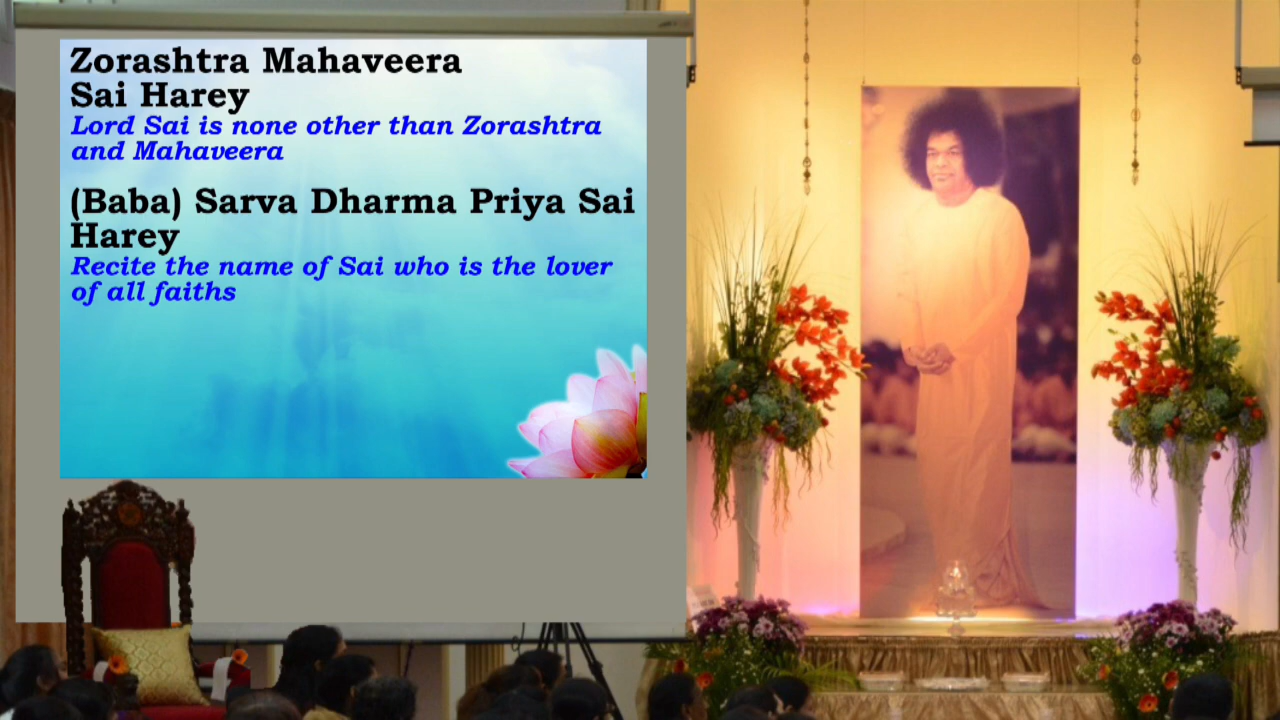 Zorashtra Mahaveera
Sai Harey
Lord Sai is none other than Zorashtra
and Mahaveera
(Baba) Sarva Dharma Priya Sai
Harey
Recite the name of Sai who is the lover
of all faiths